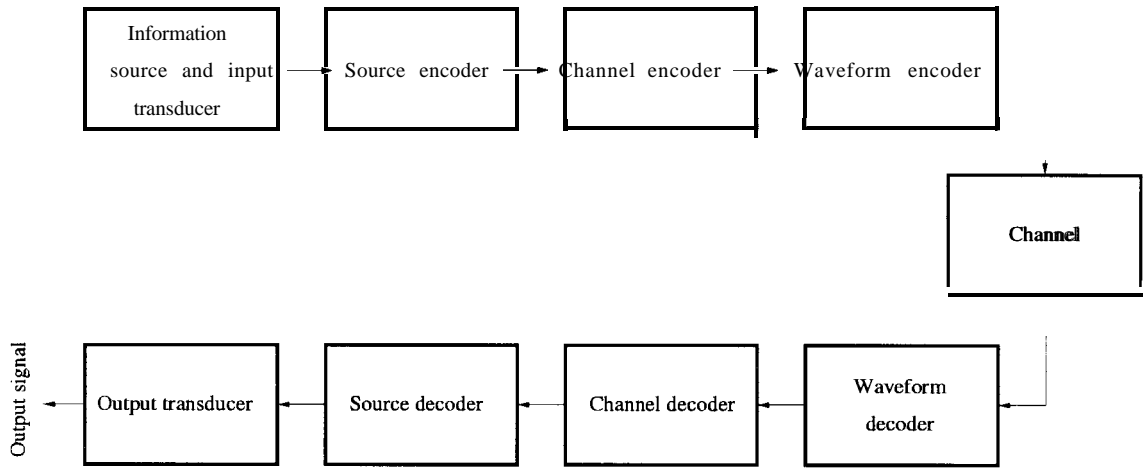 Information
source and input
transducer
Source encoder
Channel encoder
Waveform encoder
Channel
Waveform
decoder
Channel decoder
Source decoder
Output transducer
Output signal